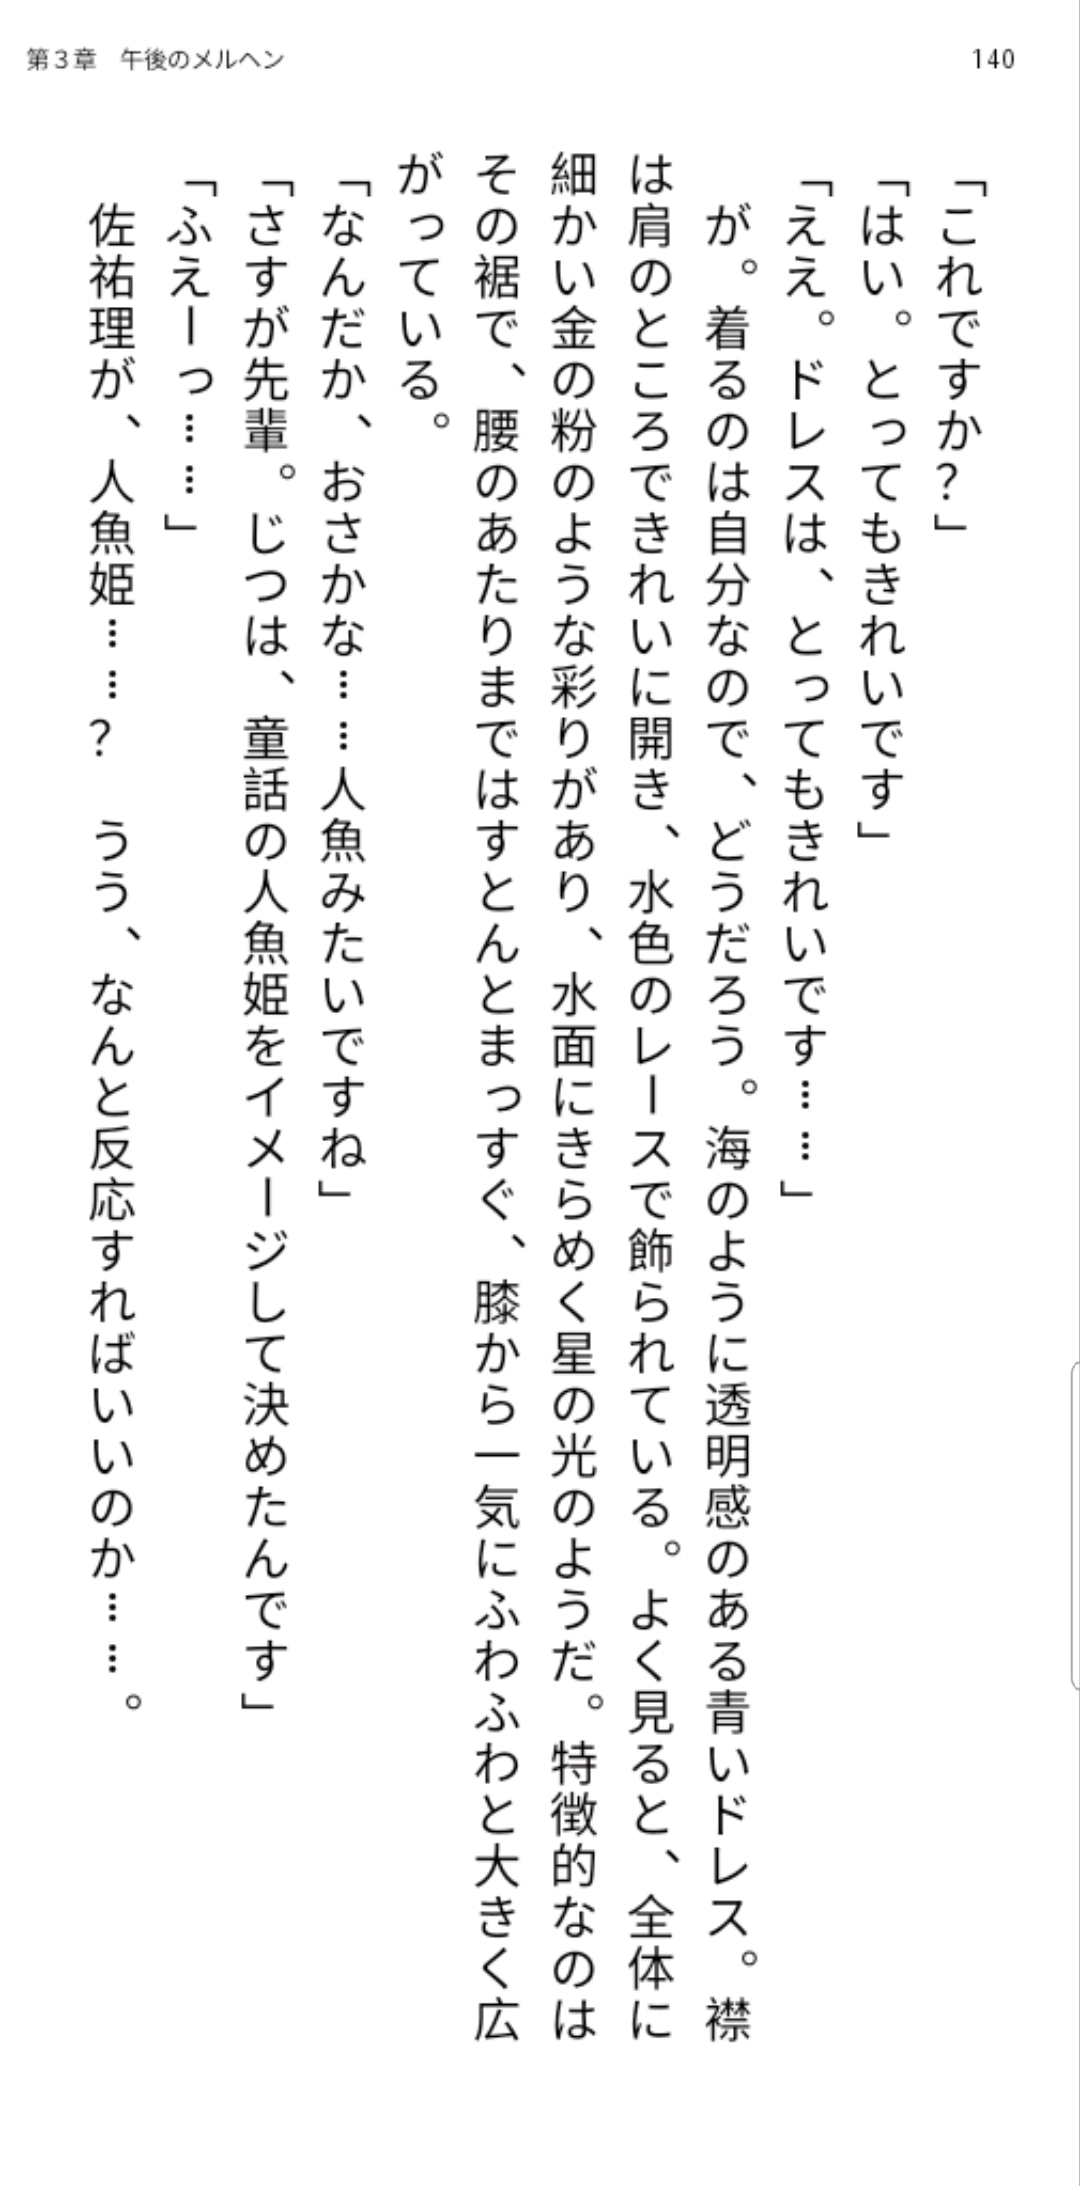 第３章　午後のメルヘン
140
「これですか？」
「はい。とってもきれいです」
「ええ。ドレスは、とってもきれいです……」
　が。着るのは自分なので、どうだろう。海のように透明感のある青いドレス。襟
は肩のところできれいに開き、水色のレースで飾られている。よく見ると、全体に
細かい金の粉のような彩りがあり、水面にきらめく星の光のようだ。特徴的なのは
その裾で、腰のあたりまではすとんとまっすぐ、膝から一気にふわふわと大きく広
がっている。
「なんだか、おさかな……人魚みたいですね」
「さすが先輩。じつは、童話の人魚姫をイメージして決めたんです」
「ふえーっ……」
　佐祐理が、人魚姫……？　うう、なんと反応すればいいのか……。